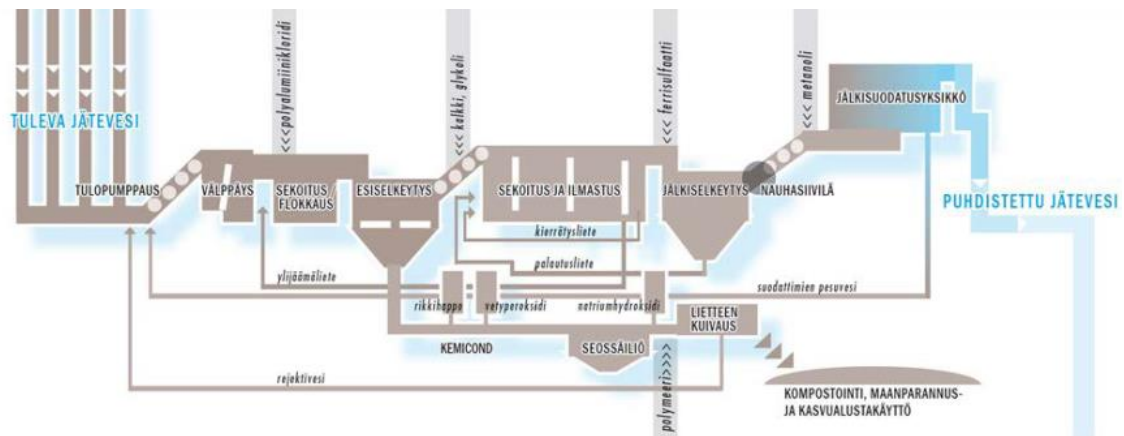 <<<polyalumiinikloridi
<<< kalkki, glykoli
<<< ferrisulfaatti
<<< metanoli
TULEVA JÄTEVESI
JÄLKISUODATUSYKSIKKÖ
TULOPUMPPAUS
VÄLPPÄYS
SEKOITUS /
FLOKKAUS
ESISELKEYTYS
SEKOITUS JA ILMASTUS
JÄLKISELKEYTYS
NAUHASIIVILÄ
PUHDISTETTU JÄTEVESI
kierrätysliete
palautusliete
ylijäämäliete
suodattimien pesuvesi
rikkihappo
vetyperoksidi
natriumhydroksidi
LIETTEEN
KUIVAUS
KEMICOND
SEOSSÄILIÖ
polymeeri>>>>
rejektivesi
KOMPOSTOINTI, MAANPARANNUS-
JA KASVUALUSTAKÄYTTÖ